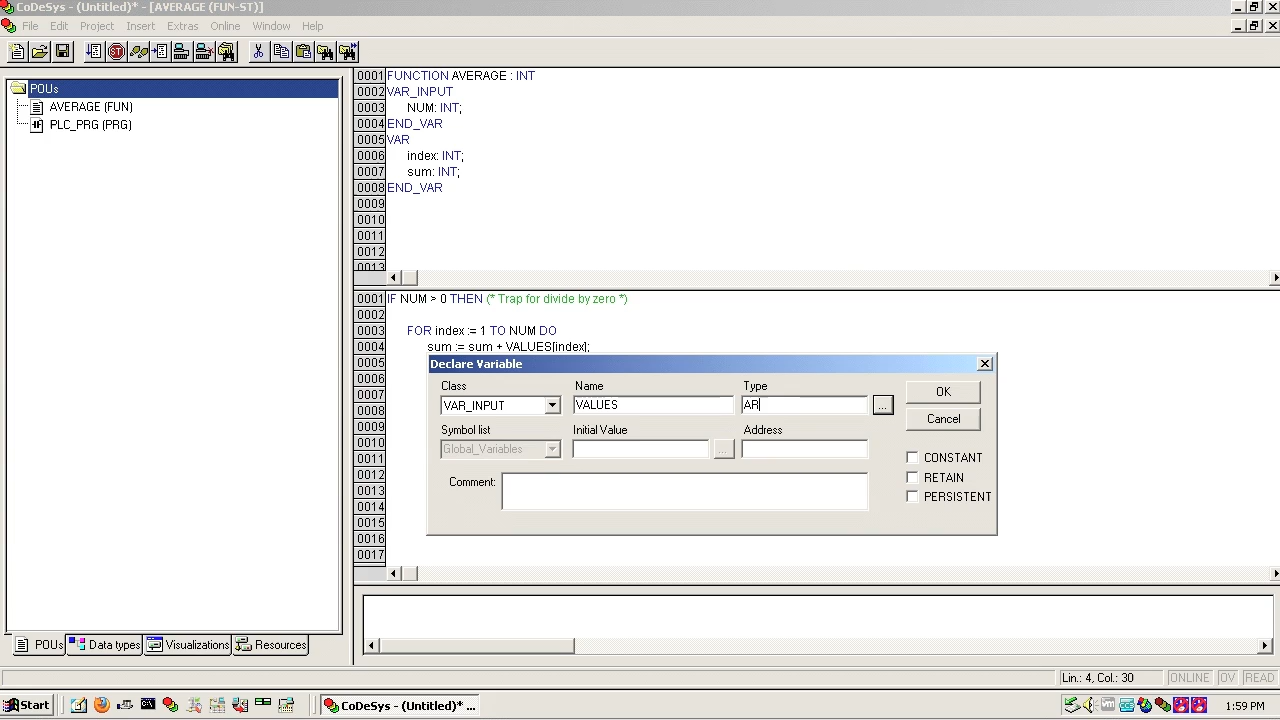 CoDeSys - (Untitled)* - [AVERAGE (FUN-ST)]
File Edit Project Insert Extras Online Window Help
POUs
AVERAGE (FUN)
PLC_PRG (PRG)
0001 FUNCTION AVERAGE : INT
0002 VAR_INPUT
0003 NUM: INT;
0004 END_VAR
0005 VAR
0006 index: INT;
0007 sum: INT;
0008 END_VAR
0009
0010
0011
0012
0013
0001 IF NUM > 0 THEN (* Trap for divide by zero *)
0002
0003 FOR index := 1 TO NUM DO
0004 sum := sum + VALUES[index];
0005
0006
0007
0008
0009
0010
0011
0012
0013
0014
0015
0016
0017
Declare Variable
Class Name Type
VAR_INPUT VALUES AR ... OK
Cancel
Symbol list Initial Value Address
Global_Variables ...
CONSTANT
RETAIN
PERSISTENT
Comment:
POUs Data types Visualizations Resources
Lin.: 4, Col.: 30 ONLINE OV READ
Start CoDeSys - (Untitled)* ... 1:59 PM